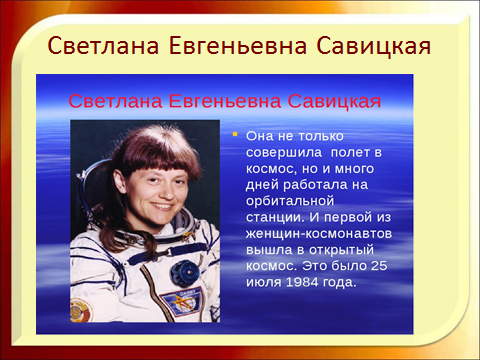 Светлана Евгеньевна Савицкая
Светлана Евгеньевна Савицкая
Она не только
совершила полет в
космос, но и много
дней работала на
орбитальной
станции. И первой из
женщин-космонавтов
вышла в открытый
космос. Это было 25
июля 1984 года.